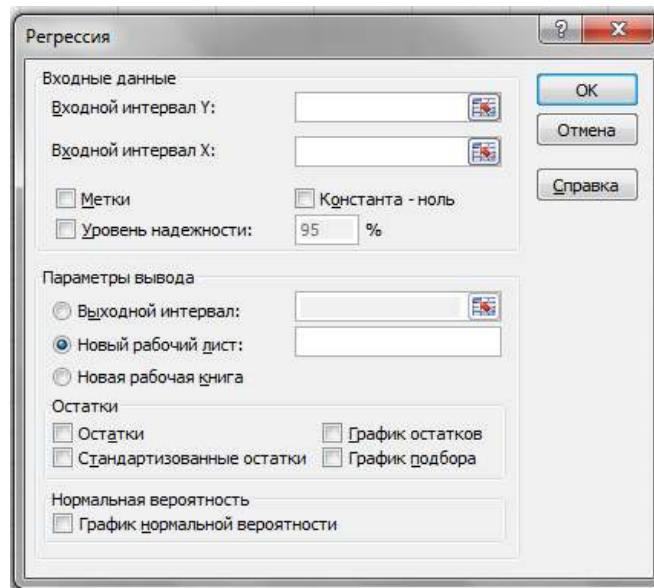 Регрессия
Входные данные
Входной интервал Y:
Входной интервал X:
Метки
Константа - ноль
Уровень надежности:
95 %
OK
Отмена
Справка
Параметры вывода
Выходной интервал:
Новый рабочий лист:
Новая рабочая книга
Остатки
Остатки
График остатков
Стандартизованные остатки
График подбора
Нормальная вероятность
График нормальной вероятности